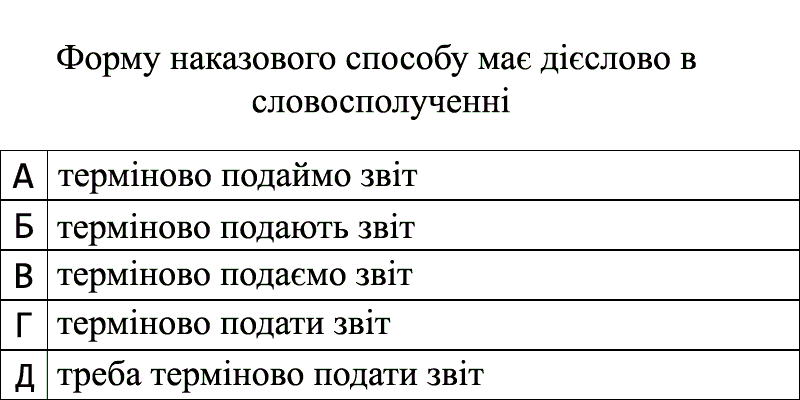 Форму наказового способу має дієслово в
словосполученні
А терміново подаймо звіт
Б терміново подають звіт
В терміново подаємо звіт
Г терміново подати звіт
Д треба терміново подати звіт